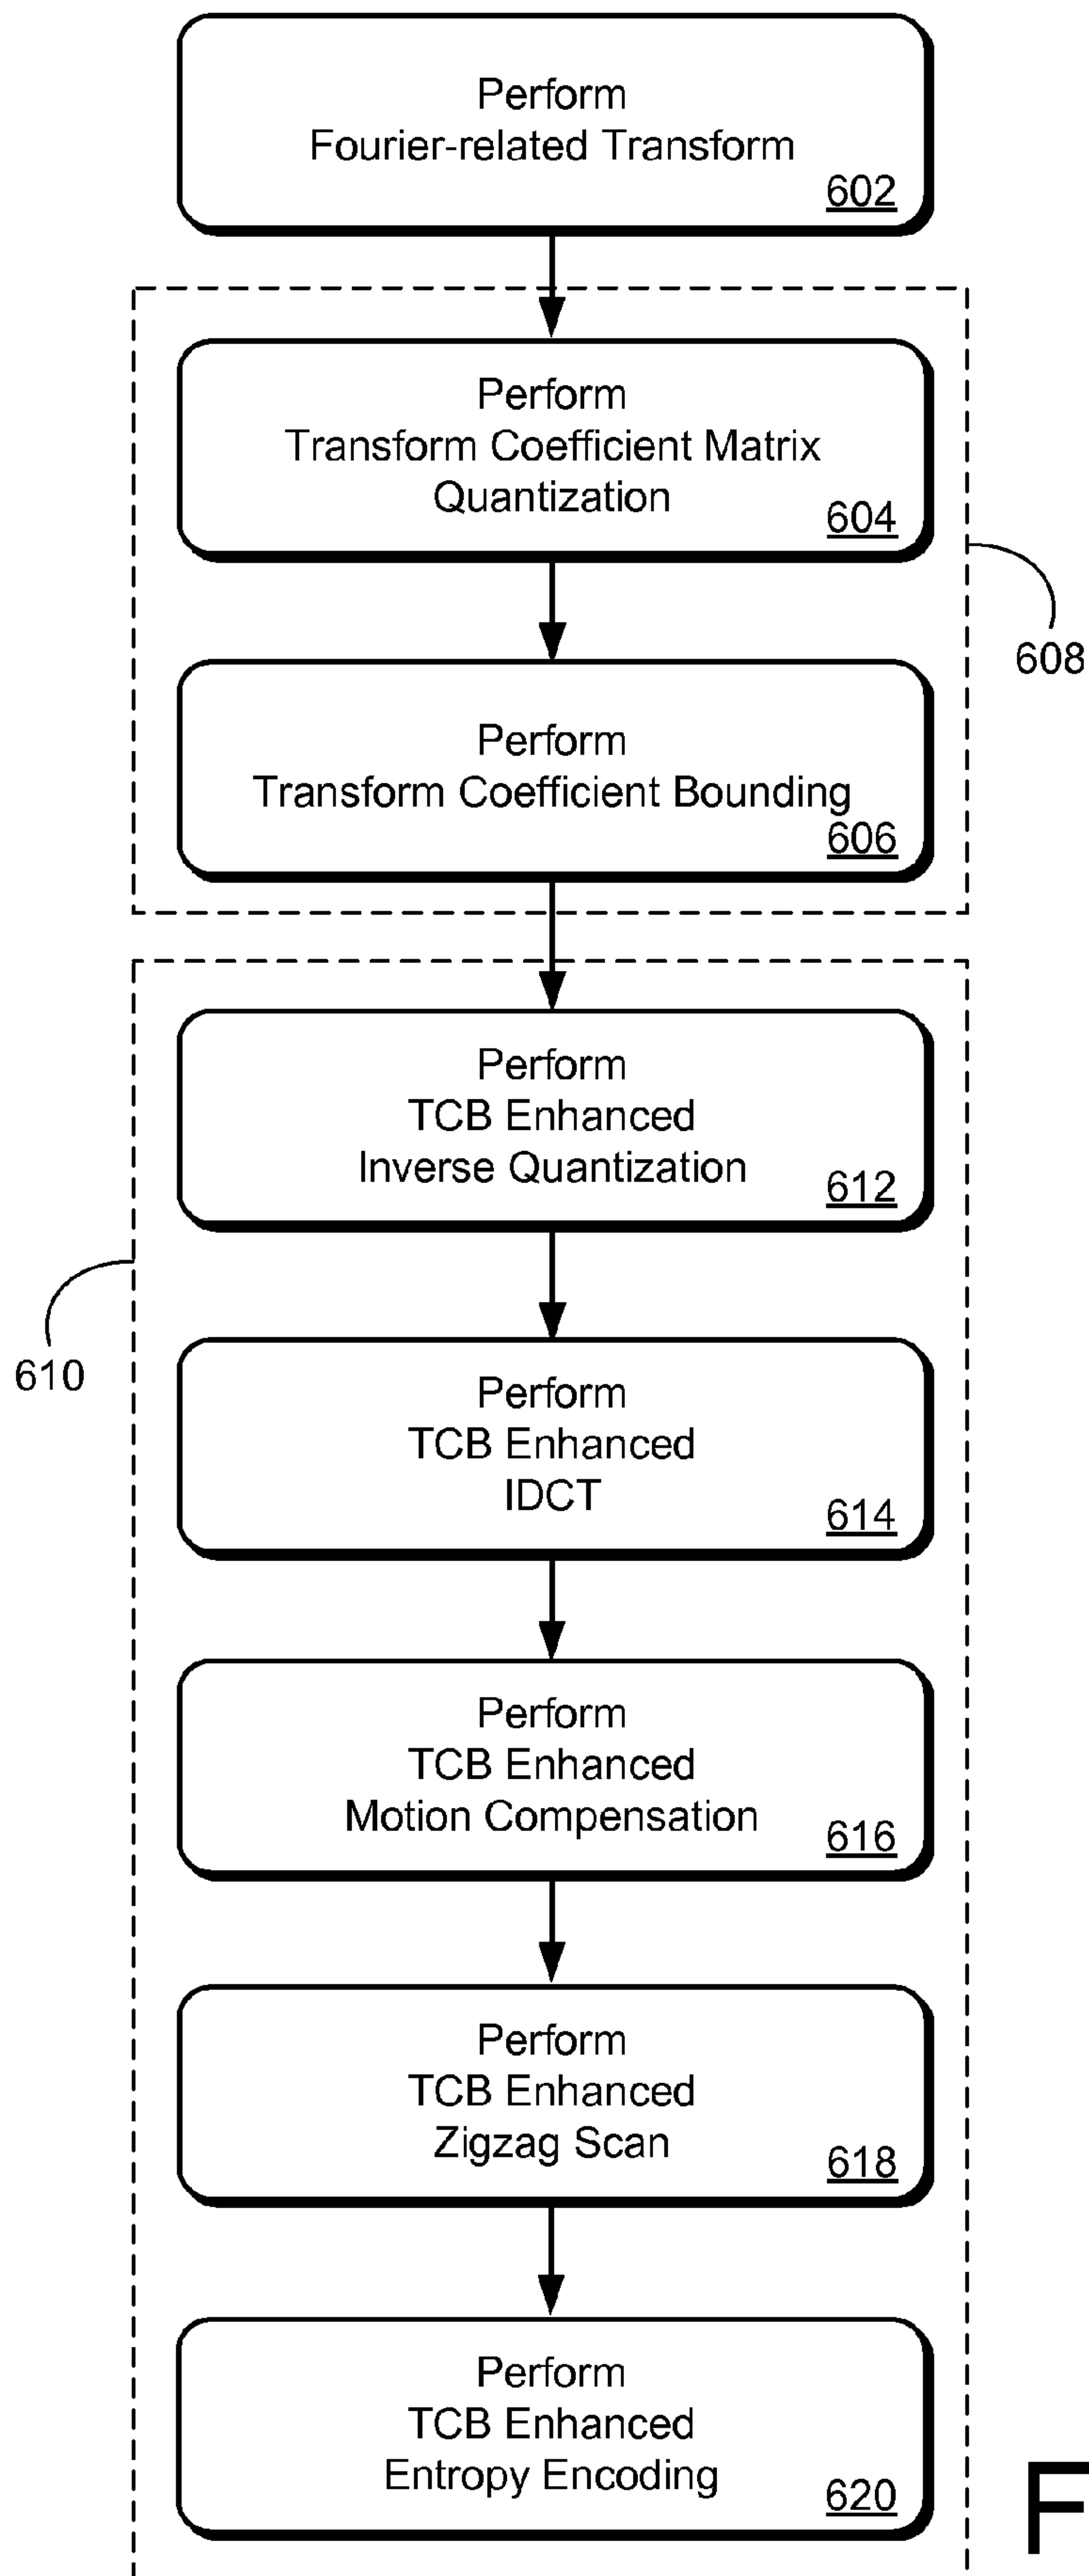 Perform
Fourier-related Transform
602
Perform
Transform Coefficient Matrix
Quantization
604
608
Perform
Transform Coefficient Bounding
606
Perform
TCB Enhanced
Inverse Quantization
612
610
Perform
TCB Enhanced
IDCT
614
Perform
TCB Enhanced
Motion Compensation
616
Perform
TCB Enhanced
Zigzag Scan
618
Perform
TCB Enhanced
Entropy Encoding
620
F